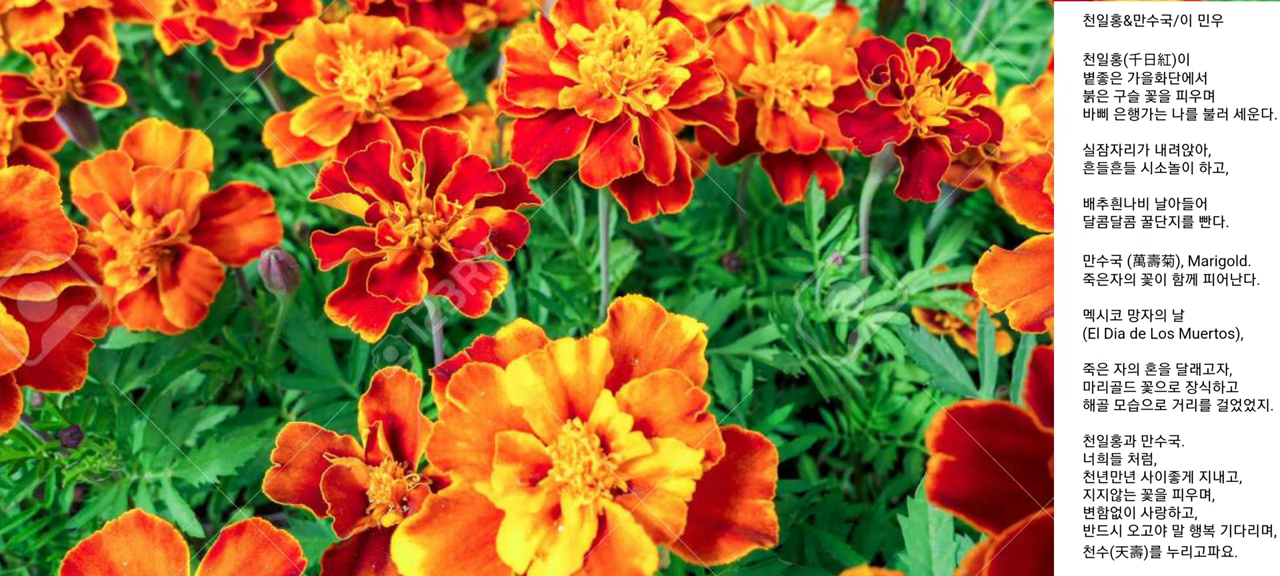 천일홍&만수국/이 민우
천일홍(千日紅)이
볕좋은 가을화단에서
붉은 구슬 꽃을 피우며
바삐 은행가는 나를 불러 세운다.
실잠자리가 내려앉아,
흔들흔들 시소놀이 하고,
배추흰나비 날아들어
달콤달콤 꿀단지를 빤다.
만수국 (萬壽菊), Marigold.
죽은자의 꽃이 함께 피어난다.
멕시코 망자의 날
(El Dia de Los Muertos),
죽은 자의 혼을 달래고자,
마리골드 꽃으로 장식하고
해골 모습으로 거리를 걸었었지.
천일홍과 만수국.
너희들 처럼,
천년만년 사이좋게 지내고,
지지않는 꽃을 피우며,
변함없이 사랑하고,
반드시 오고야 말 행복 기다리며,
천수(天壽)를 누리고파요.